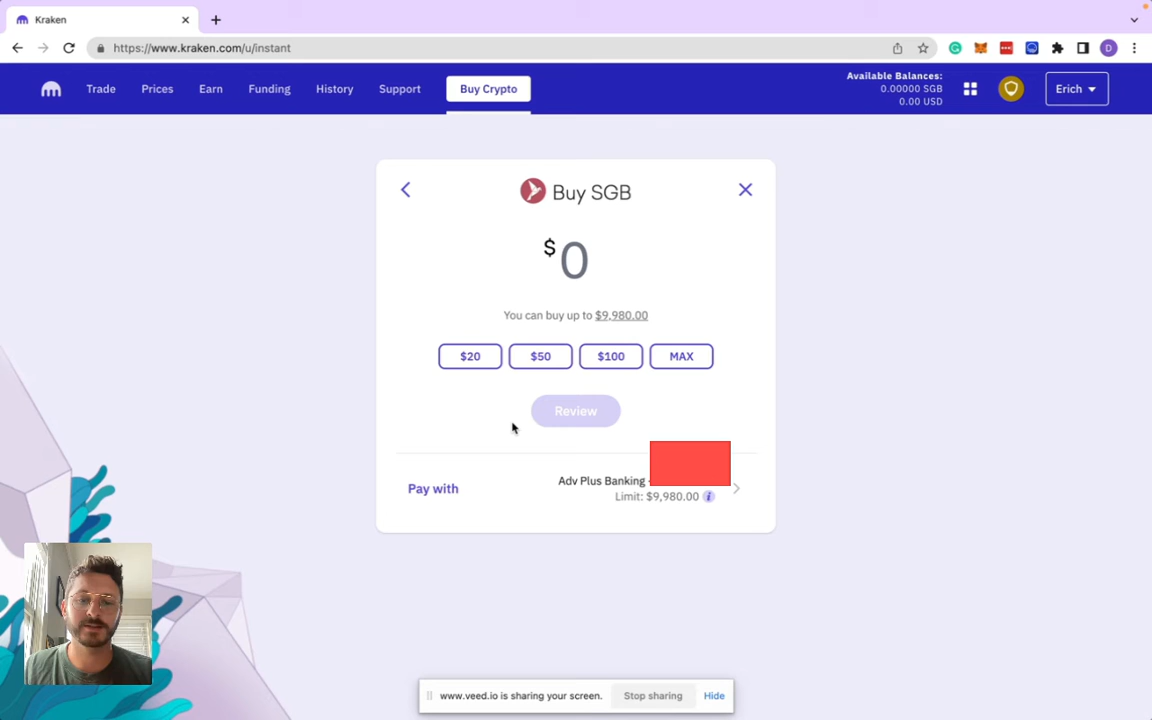 Kraken
https://www.kraken.com/u/instant
D
Trade Prices Earn Funding History Support Buy Crypto
Available Balances:
0.00000 SGB
0.00 USD
Erich
Buy SGB
$0
You can buy up to $9,980.00
$20 $50 $100 MAX
Review
Pay with
Adv Plus Banking -
Limit: $9,980.00 i
www.veed.io is sharing your screen. Stop sharing Hide